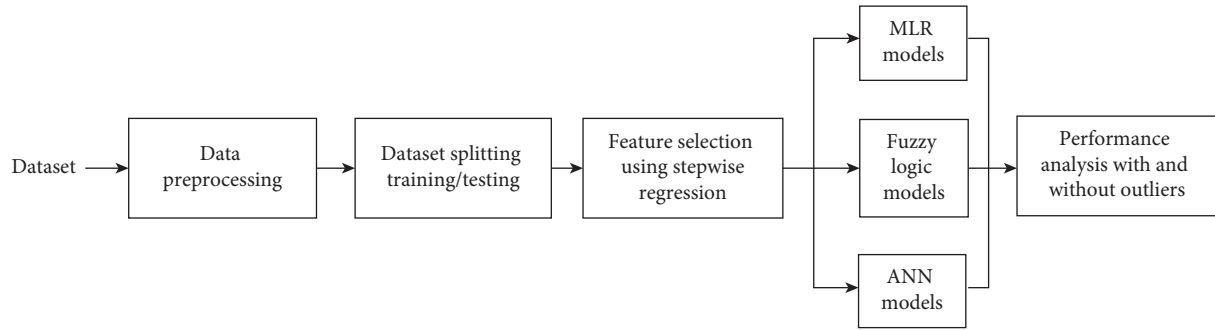 Dataset
Data
preprocessing
Dataset splitting
training/testing
Feature selection
using stepwise
regression
MLR
models
Fuzzy
logic
models
ANN
models
Performance
analysis with and
without outliers